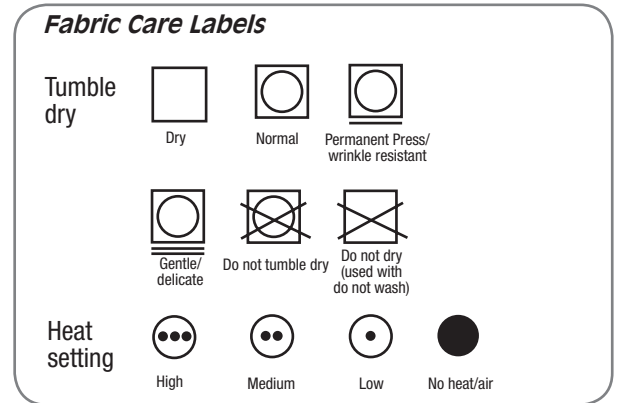 Fabric Care Labels
Tumble
dry
Dry
Normal
Permanent Press/
wrinkle resistant
Gentle/
delicate
Do not tumble dry
Do not dry
(used with
do not wash)
Heat
setting
High
Medium
Low
No heat/air